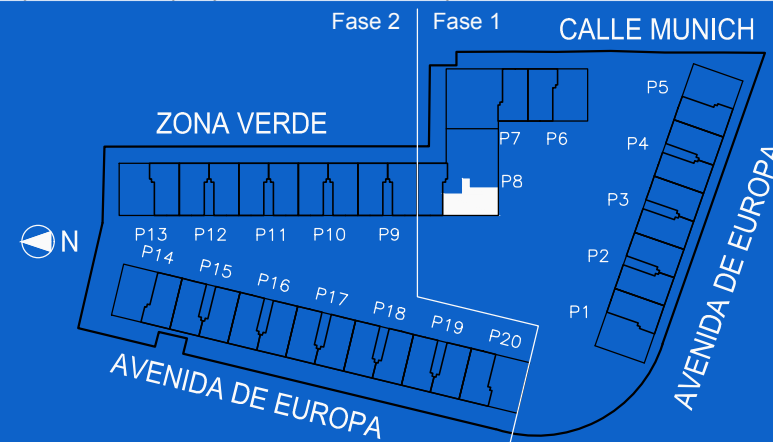 Fase 2
Fase 1
CALLE MUNICH
ZONA VERDE
P5
P7
P6
P4
P8
P3
N
P13
P12
P11
P10
P9
P14
P15
P16
P17
P18
P19
P20
P2
P1
AVENIDA DE EUROPA
AVENIDA DE EUROPA